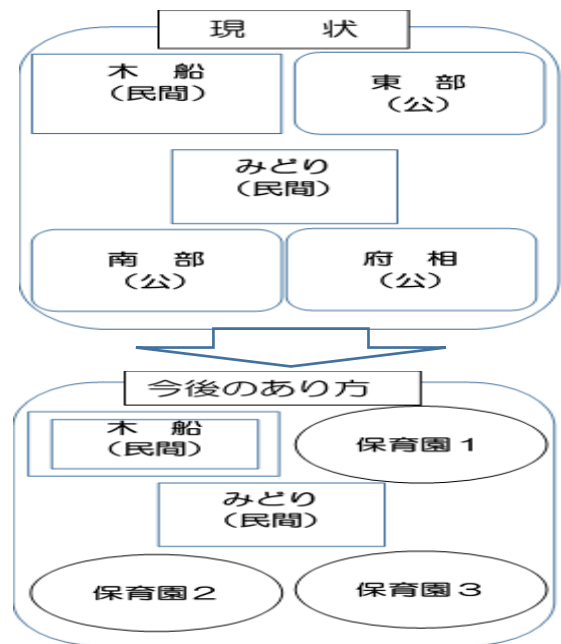 現 状
木 船
(民間)
東 部
(公)
みどり
(民間)
南 部
(公)
府 相
(公)
今後のあり方
木 船
(民間)
保育園1
みどり
(民間)
保育園2
保育園3